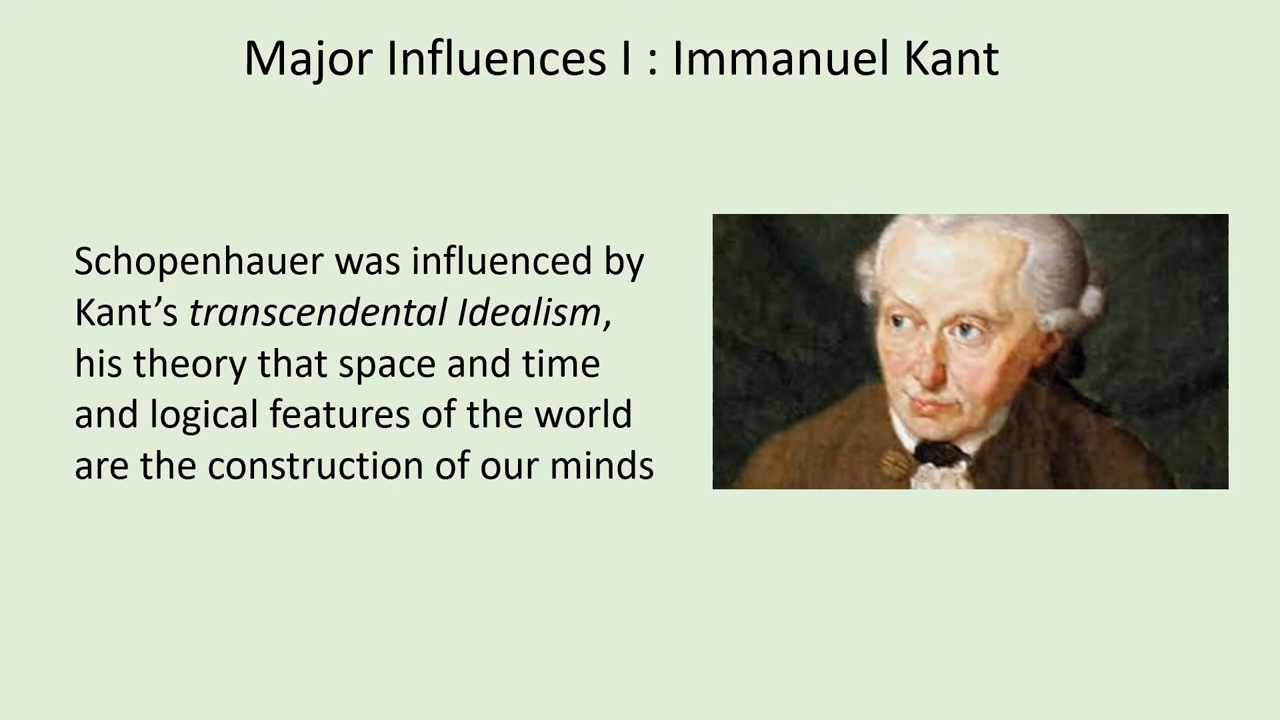 Major Influences I : Immanuel Kant
Schopenhauer was influenced by
Kant’s transcendental Idealism,
his theory that space and time
and logical features of the world
are the construction of our minds